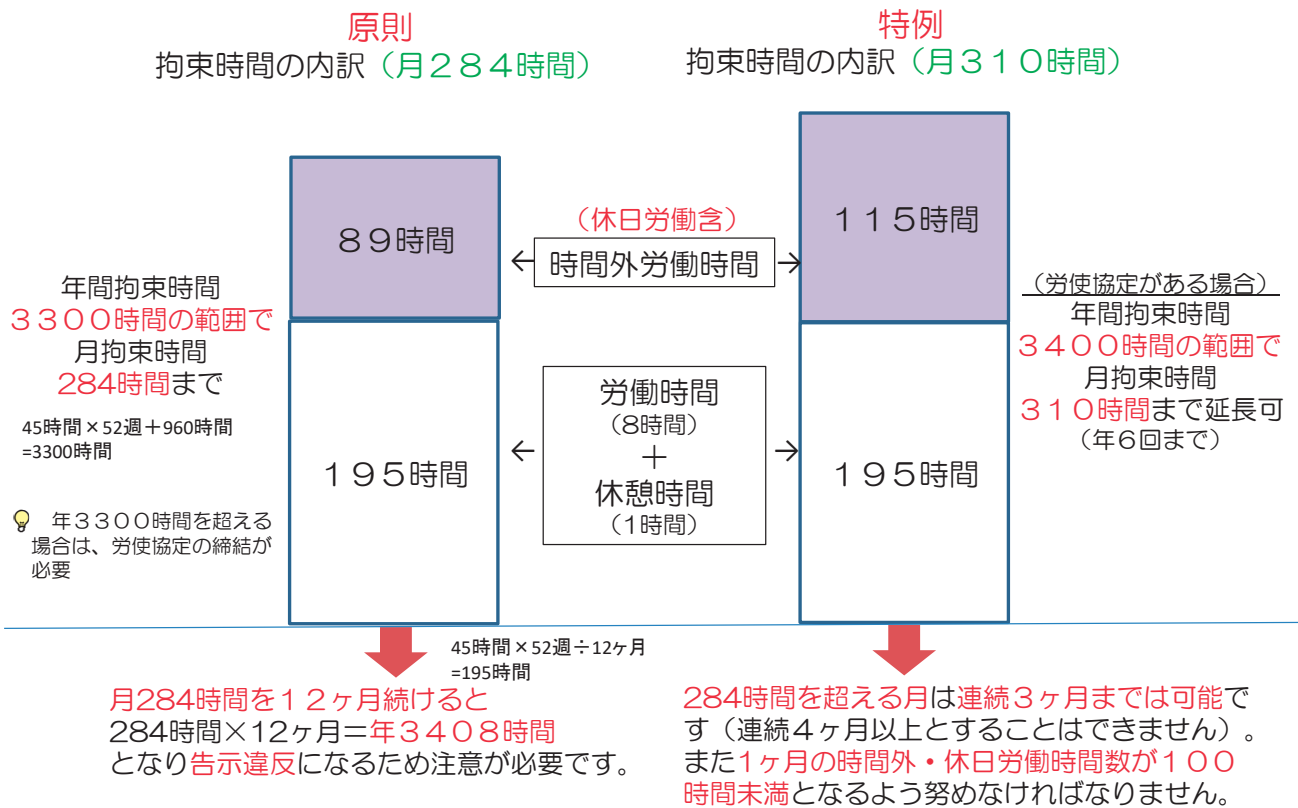 原則
拘束時間の内訳（月２８４時間）
特例
拘束時間の内訳（月３１０時間）
８９時間
１１５時間
（休日労働含）
←時間外労働時間→
年間拘束時間
３３００時間の範囲で
月拘束時間
284時間まで
45時間×52週＋960時間
=3300時間
年３３００時間を超える
場合は、労使協定の締結が
必要
１９５時間
←
労働時間
（8時間）
＋
休憩時間
（1時間）
→
１９５時間
（労使協定がある場合）
年間拘束時間
３４００時間の範囲で
月拘束時間
３１０時間まで延長可
（年６回まで）
45時間×52週÷12ヶ月
=195時間
月284時間を１２ヶ月続けると
284時間×12ヶ月＝年３４０８時間
となり告示違反になるため注意が必要です。
284時間を超える月は連続３ヶ月までは可能で
す（連続４ヶ月以上とすることはできません）。
また１ヶ月の時間外・休日労働時間数が１００
時間未満となるよう努めなければなりません。